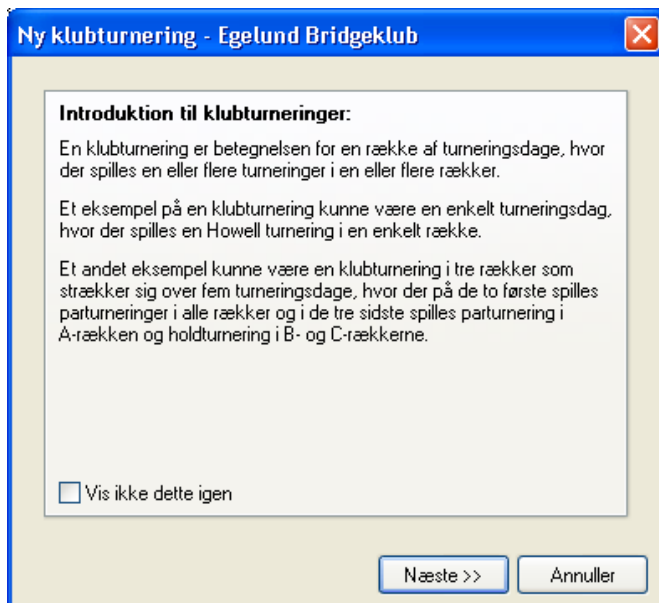 Ny klubturnering - Egelund Bridgeklub
Introduktion til klubturneringer:
En klubturnering er betegnelsen for en række af turneringsdage, hvor
der spilles en eller flere turneringer i en eller flere rækker.
Et eksempel på en klubturnering kunne være en enkelt turneringsdag,
hvor der spilles en Howell turnering i en enkelt række.
Et andet eksempel kunne være en klubturnering i tre rækker som
strækker sig over fem turneringsdage, hvor der på de to første spilles
parturneringer i alle rækker og i de tre sidste spilles parturnering i
A-rækken og holdturnering i B- og C-rækkerne.
Vis ikke dette igen
Næste >>
Annuller